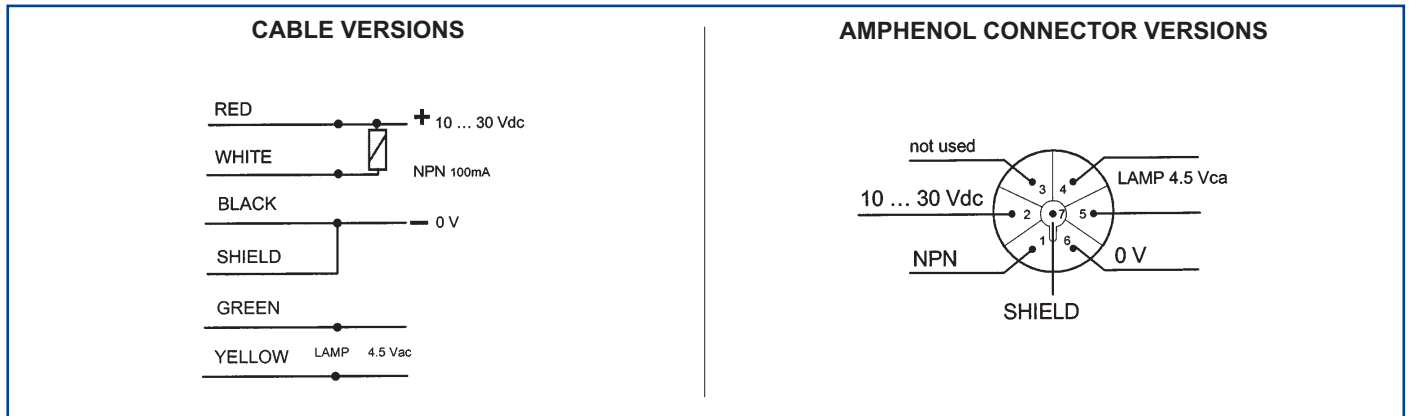 CABLE VERSIONS
RED
+ 10 ... 30 Vdc
WHITE
NPN 100mA
BLACK
- 0 V
SHIELD
GREEN
YELLOW LAMP 4.5 Vac
AMPHENOL CONNECTOR VERSIONS
not used
3 4
LAMP 4.5 Vca
10 ... 30 Vdc
2 7 5
1 6
NPN
0 V
SHIELD